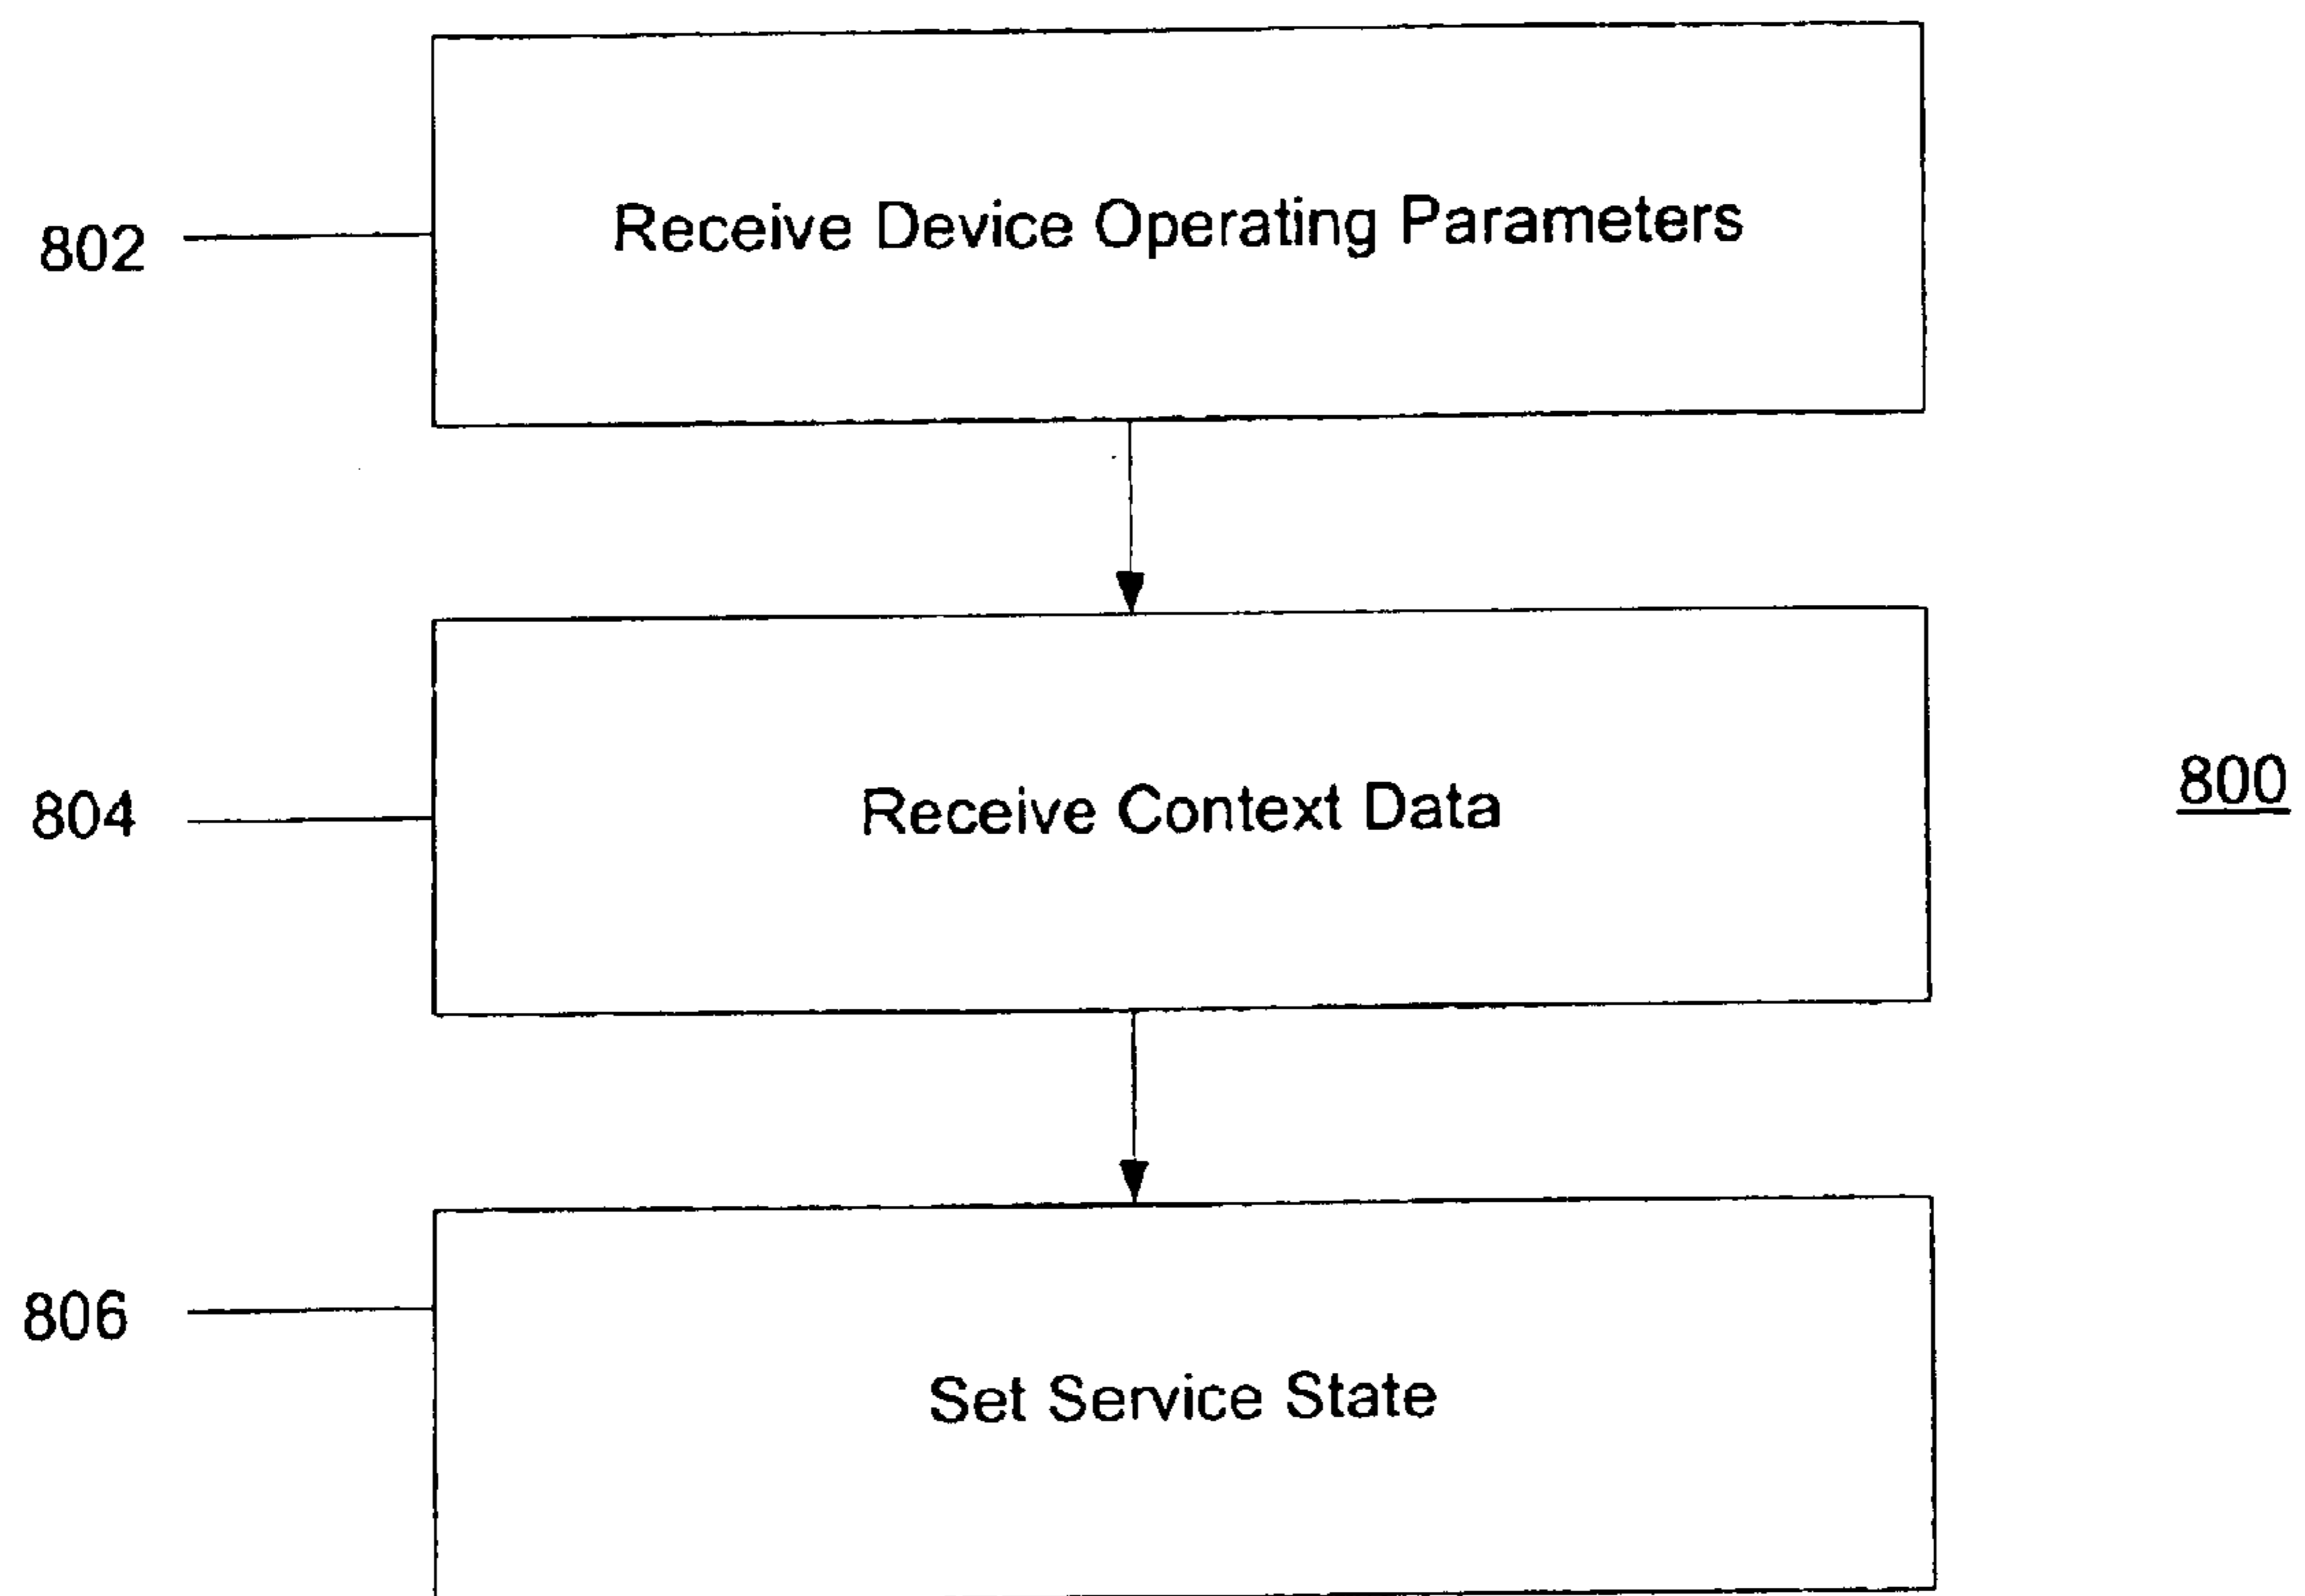 802
Receive Device Operating Parameters
804
Receive Context Data
800
806
Set Service State